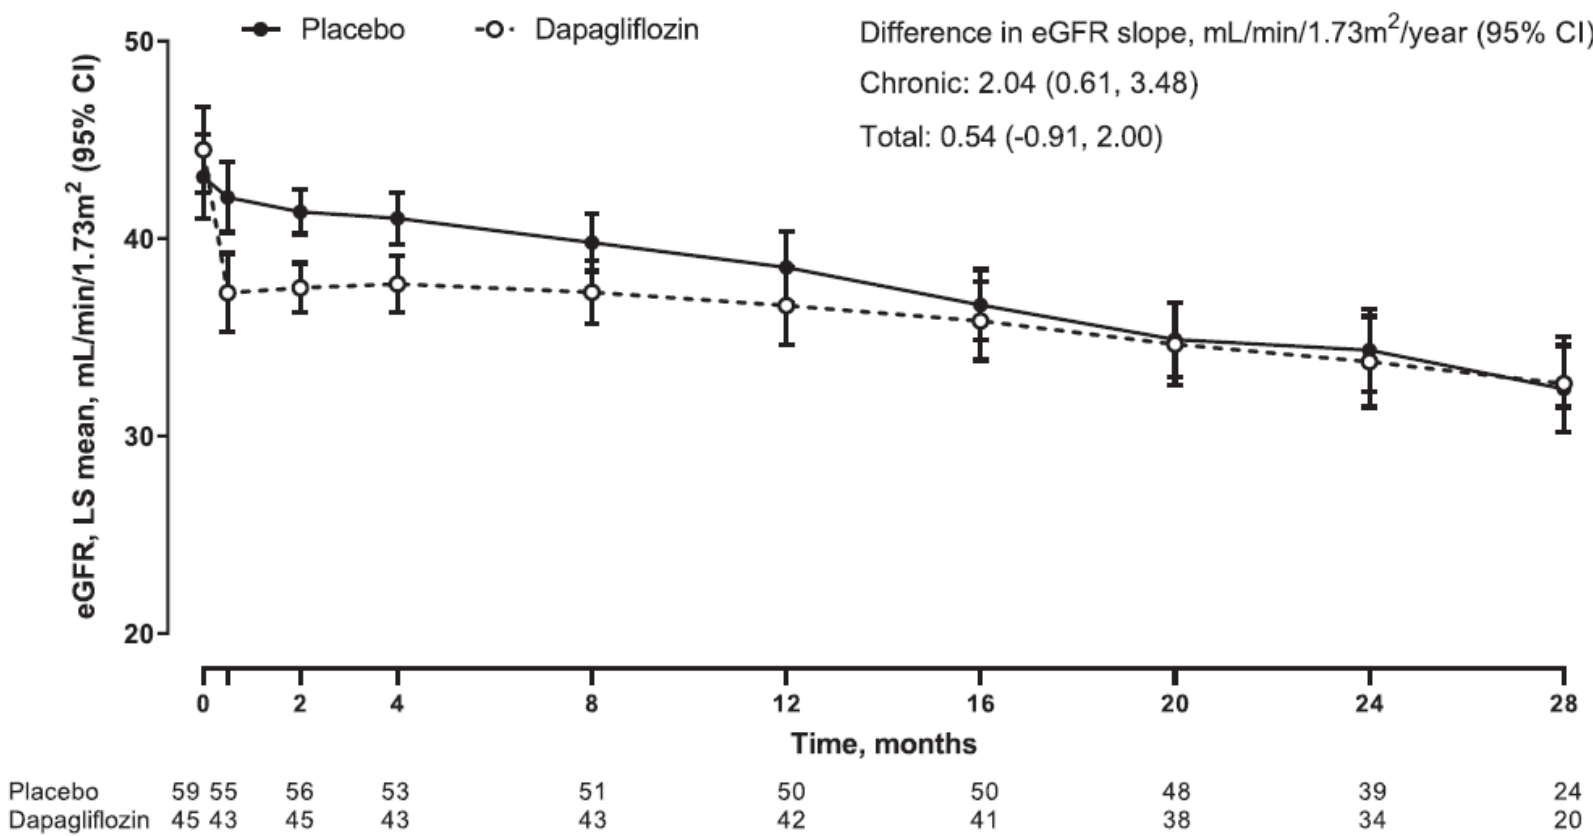 Placebo
Dapagliflozin
Difference in eGFR slope, mL/min/1.73m²/year (95% CI)
Chronic: 2.04 (0.61, 3.48)
Total: 0.54 (-0.91, 2.00)
eGFR, LS mean, mL/min/1.73m² (95% CI)
50
40
30
20
0 2 4 8 12 16 20 24 28
Time, months
Placebo 59 55 56 53 51 50 50 48 39 24
Dapagliflozin 45 43 45 43 43 42 41 38 34 20